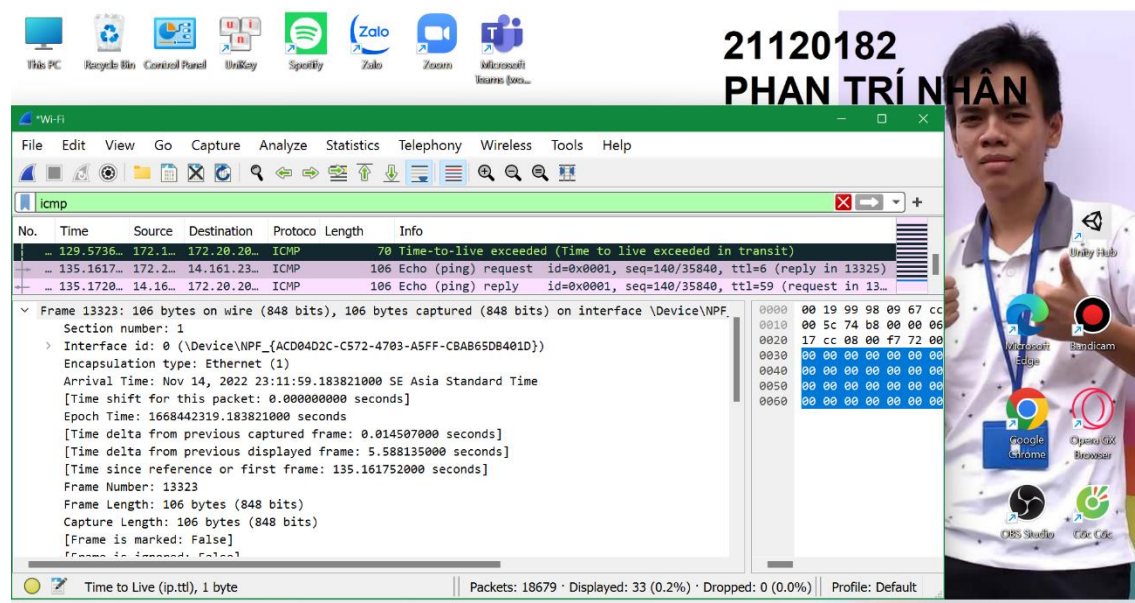 This PC
Recycle Bin
Control Panel
UniKey
Spotify
Zalo
Zoom
Microsoft
Teams (wo...
21120182
PHAN TRÍ NHÂN
*Wi-Fi
File Edit View Go Capture Analyze Statistics Telephony Wireless Tools Help
icmp
No. Time Source Destination Protoco Length Info
... 129.5736... 172.1... 172.20.20... ICMP 70 Time-to-live exceeded (Time to live exceeded in transit)
... 135.1617... 172.2... 14.161.23... ICMP 106 Echo (ping) request id=0x0001, seq=140/35840, ttl=6 (reply in 13325)
... 135.1720... 14.16... 172.20.20... ICMP 106 Echo (ping) reply id=0x0001, seq=140/35840, ttl=59 (request in 13...
Frame 13323: 106 bytes on wire (848 bits), 106 bytes captured (848 bits) on interface \Device\NPF_
Section number: 1
Interface id: 0 (\Device\NPF_{ACD04D2C-C572-4703-A5FF-CBAB65DB401D})
Encapsulation type: Ethernet (1)
Arrival Time: Nov 14, 2022 23:11:59.183821000 SE Asia Standard Time
[Time shift for this packet: 0.000000000 seconds]
Epoch Time: 1668442319.183821000 seconds
[Time delta from previous captured frame: 0.014507000 seconds]
[Time delta from previous displayed frame: 5.588135000 seconds]
[Time since reference or first frame: 135.161752000 seconds]
Frame Number: 13323
Frame Length: 106 bytes (848 bits)
Capture Length: 106 bytes (848 bits)
[Frame is marked: False]
[Frame is ignored: False]
0000 00 19 99 98 09 67 cc
0010 00 5c 74 b8 00 00 06
0020 17 cc 08 00 f7 72 00
0030 00 00 00 00 00 00 00
0040 00 00 00 00 00 00 00
0050 00 00 00 00 00 00 00
0060 00 00 00 00 00 00 00
Time to Live (ip.ttl), 1 byte
Packets: 18679 · Displayed: 33 (0.2%) · Dropped: 0 (0.0%)
Profile: Default
Unity Hub
Microsoft
Edge
Bandicam
Google
Chrome
Opera GX
Browser
OBS Studio
Cốc Cốc